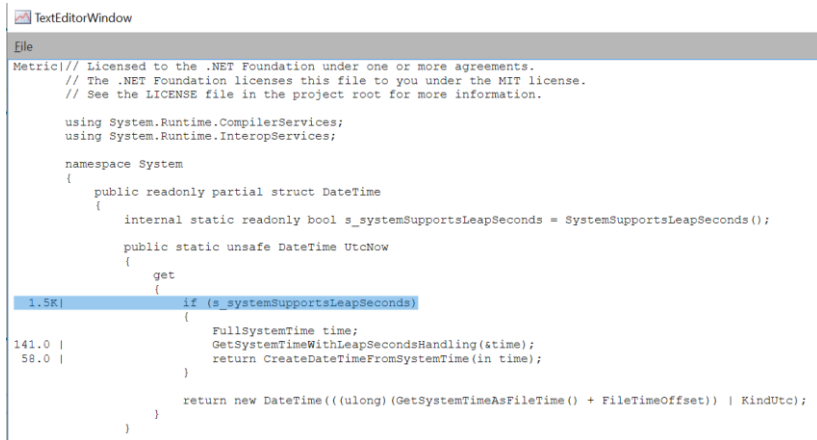 TextEditorWindow
File
Metric|// Licensed to the .NET Foundation under one or more agreements.
// The .NET Foundation licenses this file to you under the MIT license.
// See the LICENSE file in the project root for more information.
using System.Runtime.CompilerServices;
using System.Runtime.InteropServices;
namespace System
{
public readonly partial struct DateTime
{
internal static readonly bool s_systemSupportsLeapSeconds = SystemSupportsLeapSeconds();
public static unsafe DateTime UtcNow
{
get
{
1.5K| if (s_systemSupportsLeapSeconds)
{
FullSystemTime time;
141.0 | GetSystemTimeWithLeapSecondsHandling(&time);
58.0 | return CreateDateTimeFromSystemTime(in time);
}
return new DateTime(((ulong)(GetSystemTimeAsFileTime() + FileTimeOffset)) | KindUtc);
}
}